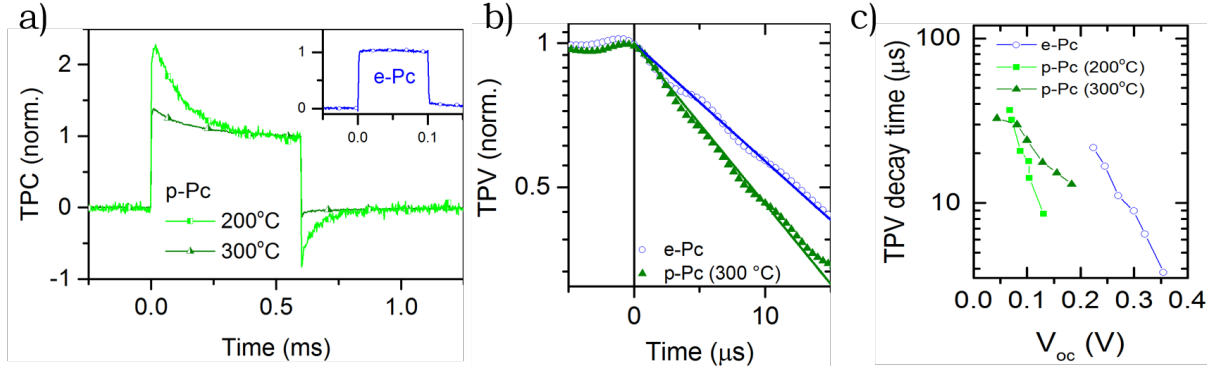 a)
TPC (norm.)
2
1
0
-1
0.0
0.5
1.0
Time (ms)
p-Pc
200°C
300°C
e-Pc
1
0
0.0
0.1
b)
TPV (norm.)
1
0.5
0
10
Time (μs)
e-Pc
p-Pc (300 °C)
c)
TPV decay time (μs)
100
10
0.0
0.1
0.2
0.3
0.4
Voc (V)
e-Pc
p-Pc (200°C)
p-Pc (300°C)